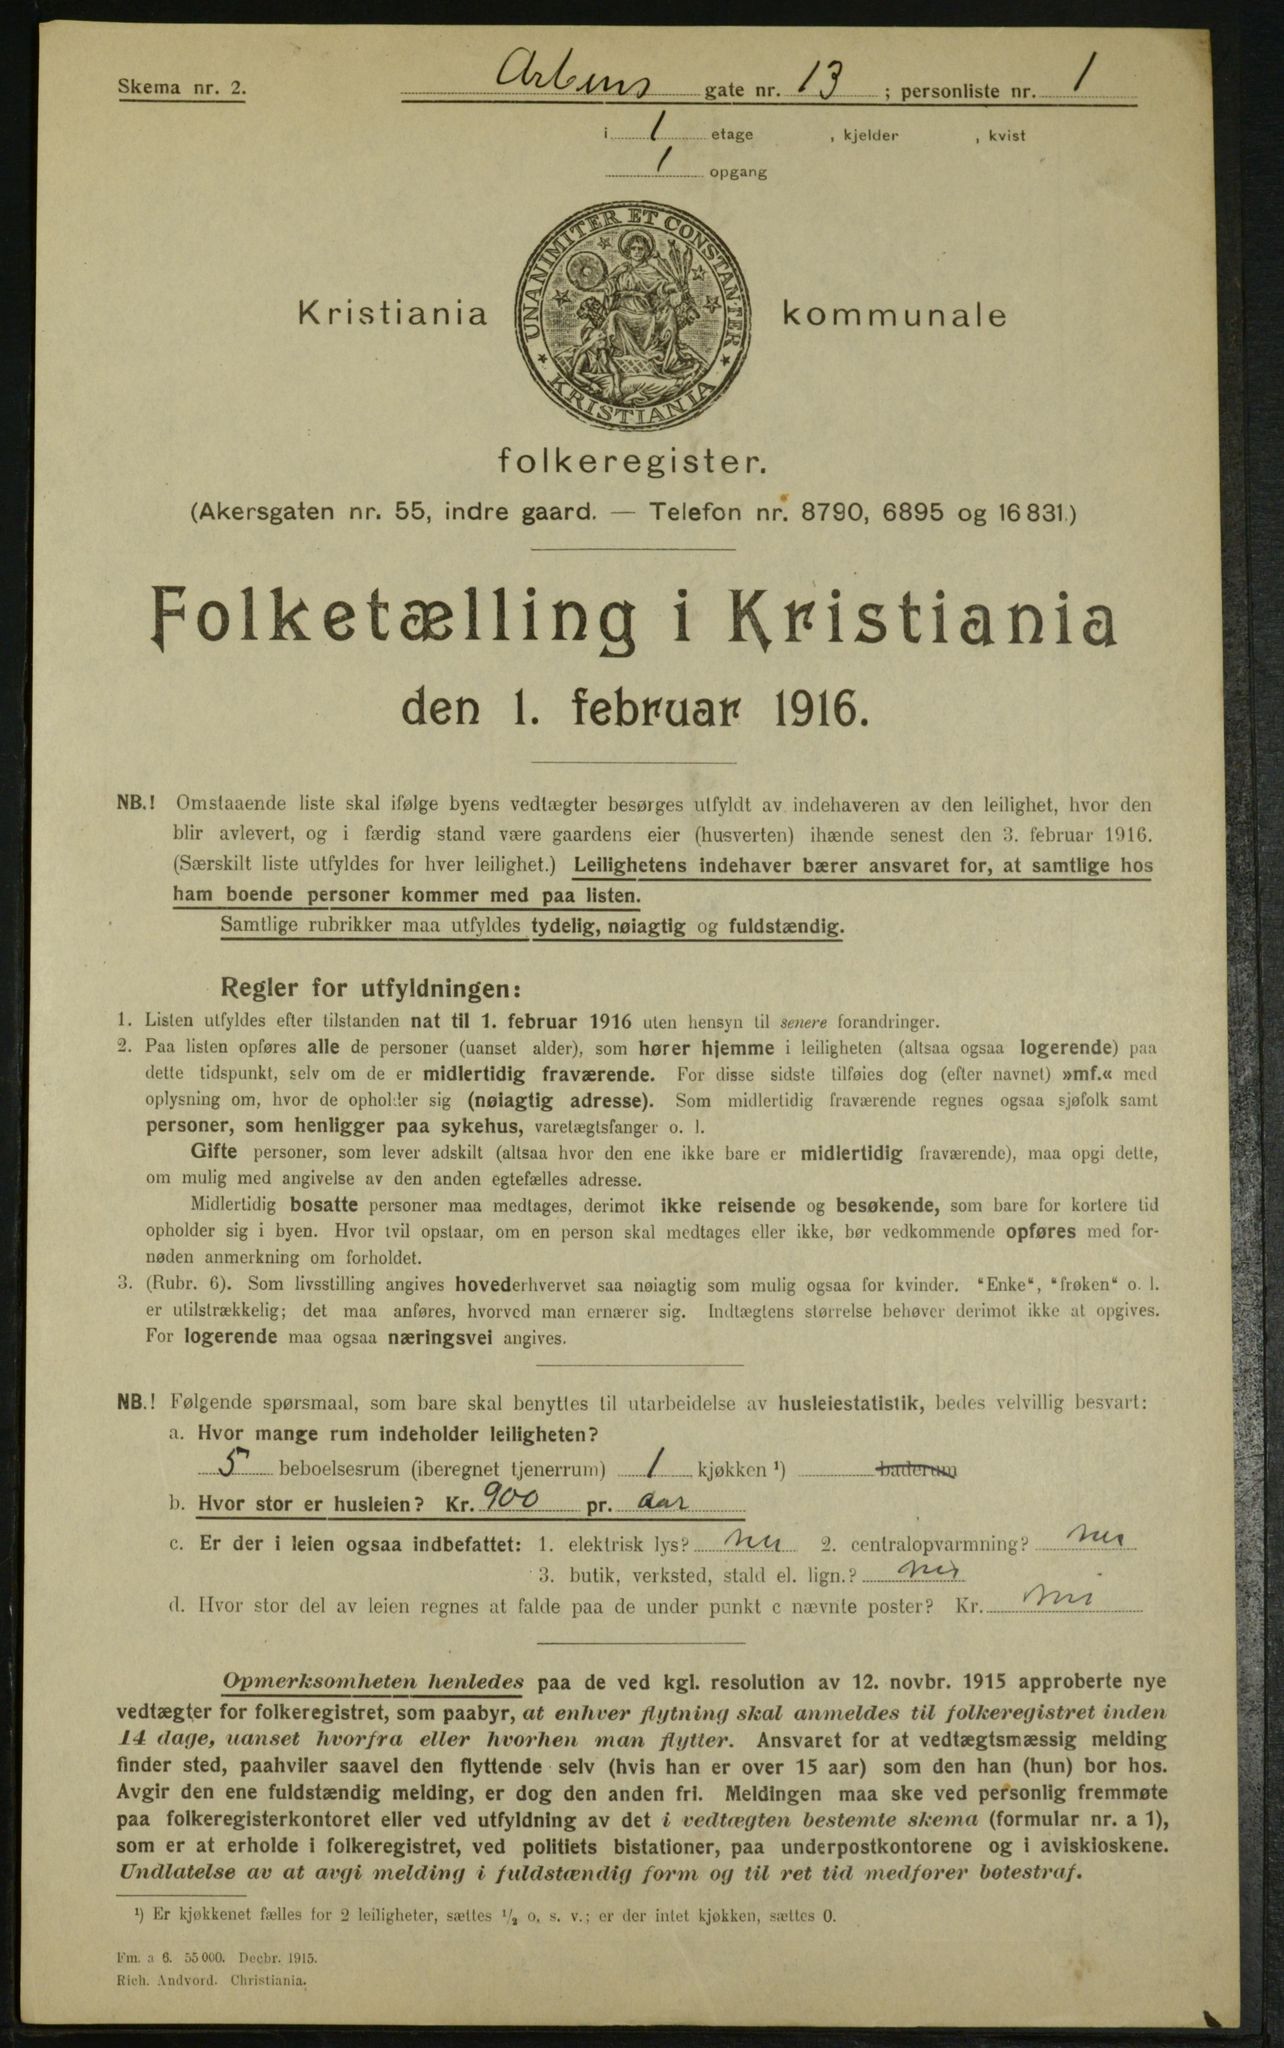 Skema nr. 2.
Arbins gate nr. 13 ; personliste nr. 1
i 1 etage , kjelder , kvist
1 opgang
UNANIMITER ET CONSTANTER
KRISTIANIA
Kristiania kommunale
folkeregister.
(Akersgaten nr. 55, indre gaard. — Telefon nr. 8790, 6895 og 16 831.)
Folketælling i Kristiania
den 1. februar 1916.
NB.! Omstaaende liste skal ifølge byens vedtægter besørges utfyldt av indehaveren av den leilighet, hvor den
blir avlevert, og i færdig stand være gaardens eier (husverten) ihænde senest den 3. februar 1916.
(Særskilt liste utfyldes for hver leilighet.) Leilighetens indehaver bærer ansvaret for, at samtlige hos
ham boende personer kommer med paa listen.
Samtlige rubrikker maa utfyldes tydelig, nøiagtig og fuldstændig.
Regler for utfyldningen:
1. Listen utfyldes efter tilstanden nat til 1. februar 1916 uten hensyn til senere forandringer.
2. Paa listen opføres alle de personer (uanset alder), som hører hjemme i leiligheten (altsaa ogsaa logerende) paa
dette tidspunkt, selv om de er midlertidig fraværende. For disse sidste tilføies dog (efter navnet) »mf.« med
oplysning om, hvor de opholder sig (nøiagtig adresse). Som midlertidig fraværende regnes ogsaa sjøfolk samt
personer, som henligger paa sykehus, varetægtsfanger o. l.
Gifte personer, som lever adskilt (altsaa hvor den ene ikke bare er midlertidig fraværende), maa opgi dette,
om mulig med angivelse av den anden egtefælles adresse.
Midlertidig bosatte personer maa medtages, derimot ikke reisende og besøkende, som bare for kortere tid
opholder sig i byen. Hvor tvil opstaar, om en person skal medtages eller ikke, bør vedkommende opføres med for-
nøden anmerkning om forholdet.
3. (Rubr. 6). Som livsstilling angives hovederhvervet saa nøiagtig som mulig ogsaa for kvinder. "Enke", "frøken" o. l.
er utilstrækkelig; det maa anføres, hvorved man ernærer sig. Indtægtens størrelse behøver derimot ikke at opgives.
For logerende maa ogsaa næringsvei angives.
NB.! Følgende spørsmaal, som bare skal benyttes til utarbeidelse av husleiestatistik, bedes velvillig besvart:
a. Hvor mange rum indeholder leiligheten?
5 beboelsesrum (iberegnet tjenerrum) 1 kjøkken ¹) baderum
b. Hvor stor er husleien? Kr. 900 pr. aar
c. Er der i leien ogsaa indbefattet: 1. elektrisk lys? nei 2. centralopvarmning? nei
3. butik, verksted, stald el. lign.? nei
d. Hvor stor del av leien regnes at falde paa de under punkt c nævnte poster? Kr.
Opmerksomheten henledes paa de ved kgl. resolution av 12. novbr. 1915 approberte nye
vedtægter for folkeregistret, som paabyr, at enhver flytning skal anmeldes til folkeregistret inden
14 dage, uanset hvorfra eller hvorhen man flytter. Ansvaret for at vedtægtsmæssig melding
finder sted, paahviler saavel den flyttende selv (hvis han er over 15 aar) som den han (hun) bor hos.
Avgir den ene fuldstændig melding, er dog den anden fri. Meldingen maa ske ved personlig fremmøte
paa folkeregisterkontoret eller ved utfyldning av det i vedtægten bestemte skema (formular nr. a 1),
som er at erholde i folkeregistret, ved politiets bistationer, paa underpostkontorene og i aviskioskene.
Undlatelse av at avgi melding i fuldstændig form og til ret tid medfører bøtestraf.
¹) Er kjøkkenet fælles for 2 leiligheter, sættes ½ o. s. v.; er der intet kjøkken, sættes 0.
Fm. a 6. 55 000. Decbr. 1915.
Rich. Andvord. Christiania.